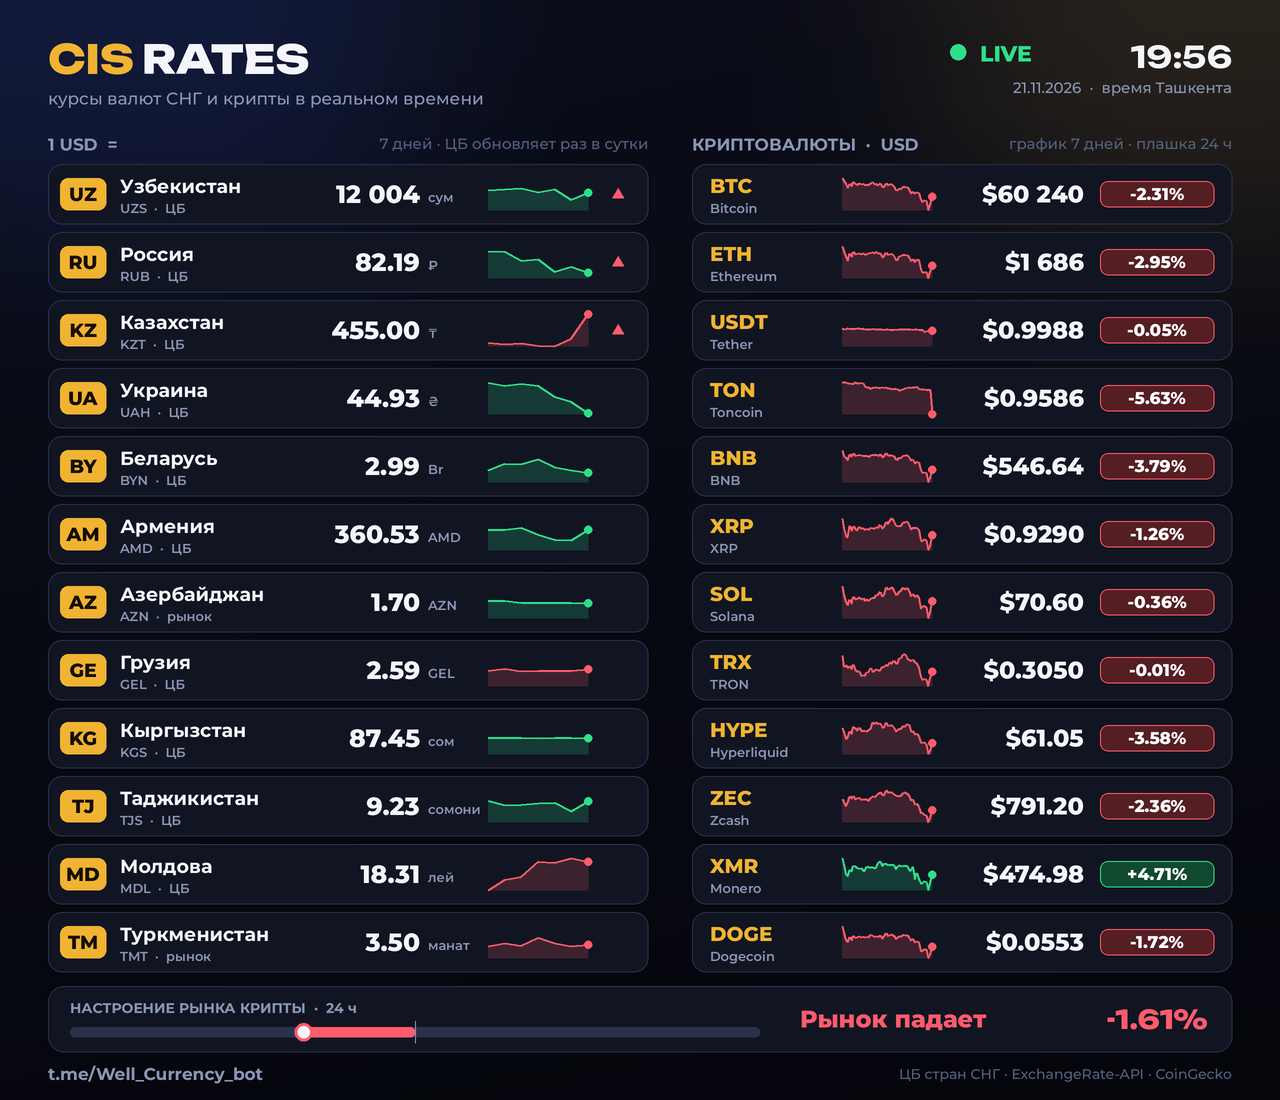 CIS RATES
курсы валют СНГ и крипты в реальном времени
LIVE
19:56
21.11.2026 · время Ташкента
1 USD =
7 дней · ЦБ обновляет раз в сутки
UZ Узбекистан 12 004 сум
UZS · ЦБ
RU Россия 82.19 ₽
RUB · ЦБ
KZ Казахстан 455.00 ₸
KZT · ЦБ
UA Украина 44.93 ₴
UAH · ЦБ
BY Беларусь 2.99 Br
BYN · ЦБ
AM Армения 360.53 AMD
AMD · ЦБ
AZ Азербайджан 1.70 AZN
AZN · рынок
GE Грузия 2.59 GEL
GEL · ЦБ
KG Кыргызстан 87.45 сом
KGS · ЦБ
TJ Таджикистан 9.23 сомони
TJS · ЦБ
MD Молдова 18.31 лей
MDL · ЦБ
TM Туркменистан 3.50 манат
TMT · рынок
КРИПТОВАЛЮТЫ · USD
график 7 дней · плашка 24 ч
BTC $60 240 -2.31%
Bitcoin
ETH $1 686 -2.95%
Ethereum
USDT $0.9988 -0.05%
Tether
TON $0.9586 -5.63%
Toncoin
BNB $546.64 -3.79%
BNB
XRP $0.9290 -1.26%
XRP
SOL $70.60 -0.36%
Solana
TRX $0.3050 -0.01%
TRON
HYPE $61.05 -3.58%
Hyperliquid
ZEC $791.20 -2.36%
Zcash
XMR $474.98 +4.71%
Monero
DOGE $0.0553 -1.72%
Dogecoin
НАСТРОЕНИЕ РЫНКА КРИПТЫ · 24 ч
Рынок падает
-1.61%
t.me/Well_Currency_bot
ЦБ стран СНГ · ExchangeRate-API · CoinGecko